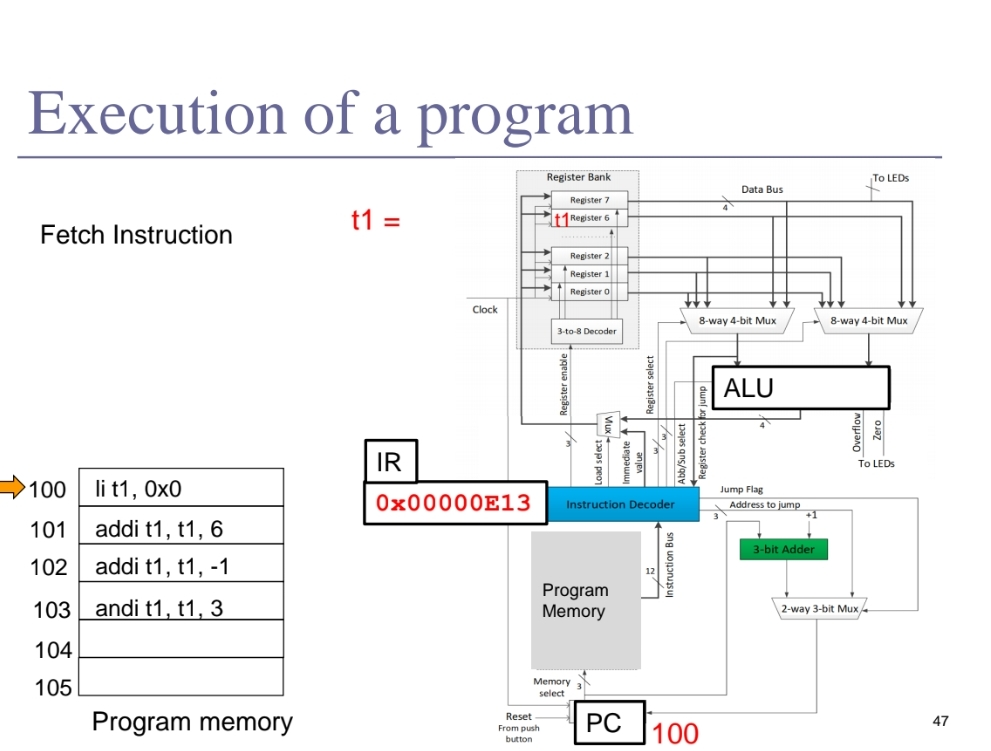 Execution of a program
Fetch Instruction
t1 =
Register Bank
Register 7
t1 Register 6
Register 2
Register 1
Register 0
3-to-8 Decoder
Clock
Data Bus
4
To LEDs
8-way 4-bit Mux
8-way 4-bit Mux
ALU
4
Overflow
Zero
To LEDs
Register enable
3
Mux
Load select
Immediate
value
Register select
3
3
Abb/Sub select
Register check for jump
IR
0x00000E13
Instruction Decoder
Jump Flag
Address to jump
3
+1
3-bit Adder
2-way 3-bit Mux
Instruction Bus
12
Program
Memory
Memory
select
3
Reset
From push
button
PC
100
100 li t1, 0x0
101 addi t1, t1, 6
102 addi t1, t1, -1
103 andi t1, t1, 3
104
105
Program memory
47